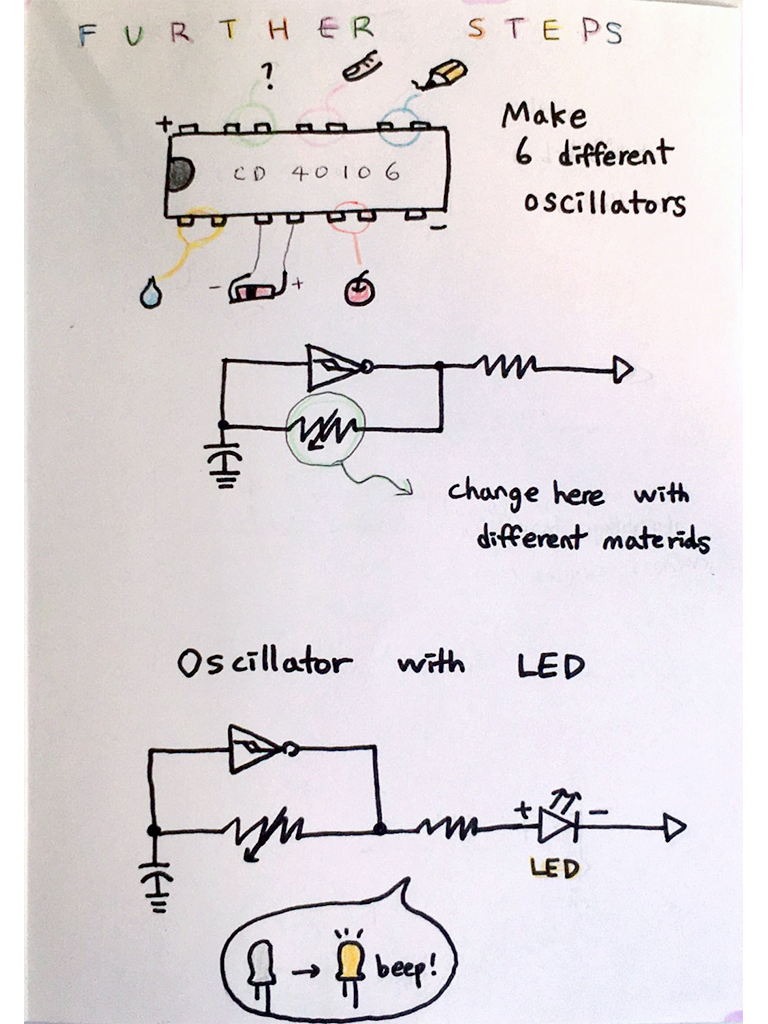 FURTHER STEPS
?
+
CD 40106
-
- +
Make
6 different
oscillators
change here with
different materids
Oscillator with LED
+ -
LED
beep!